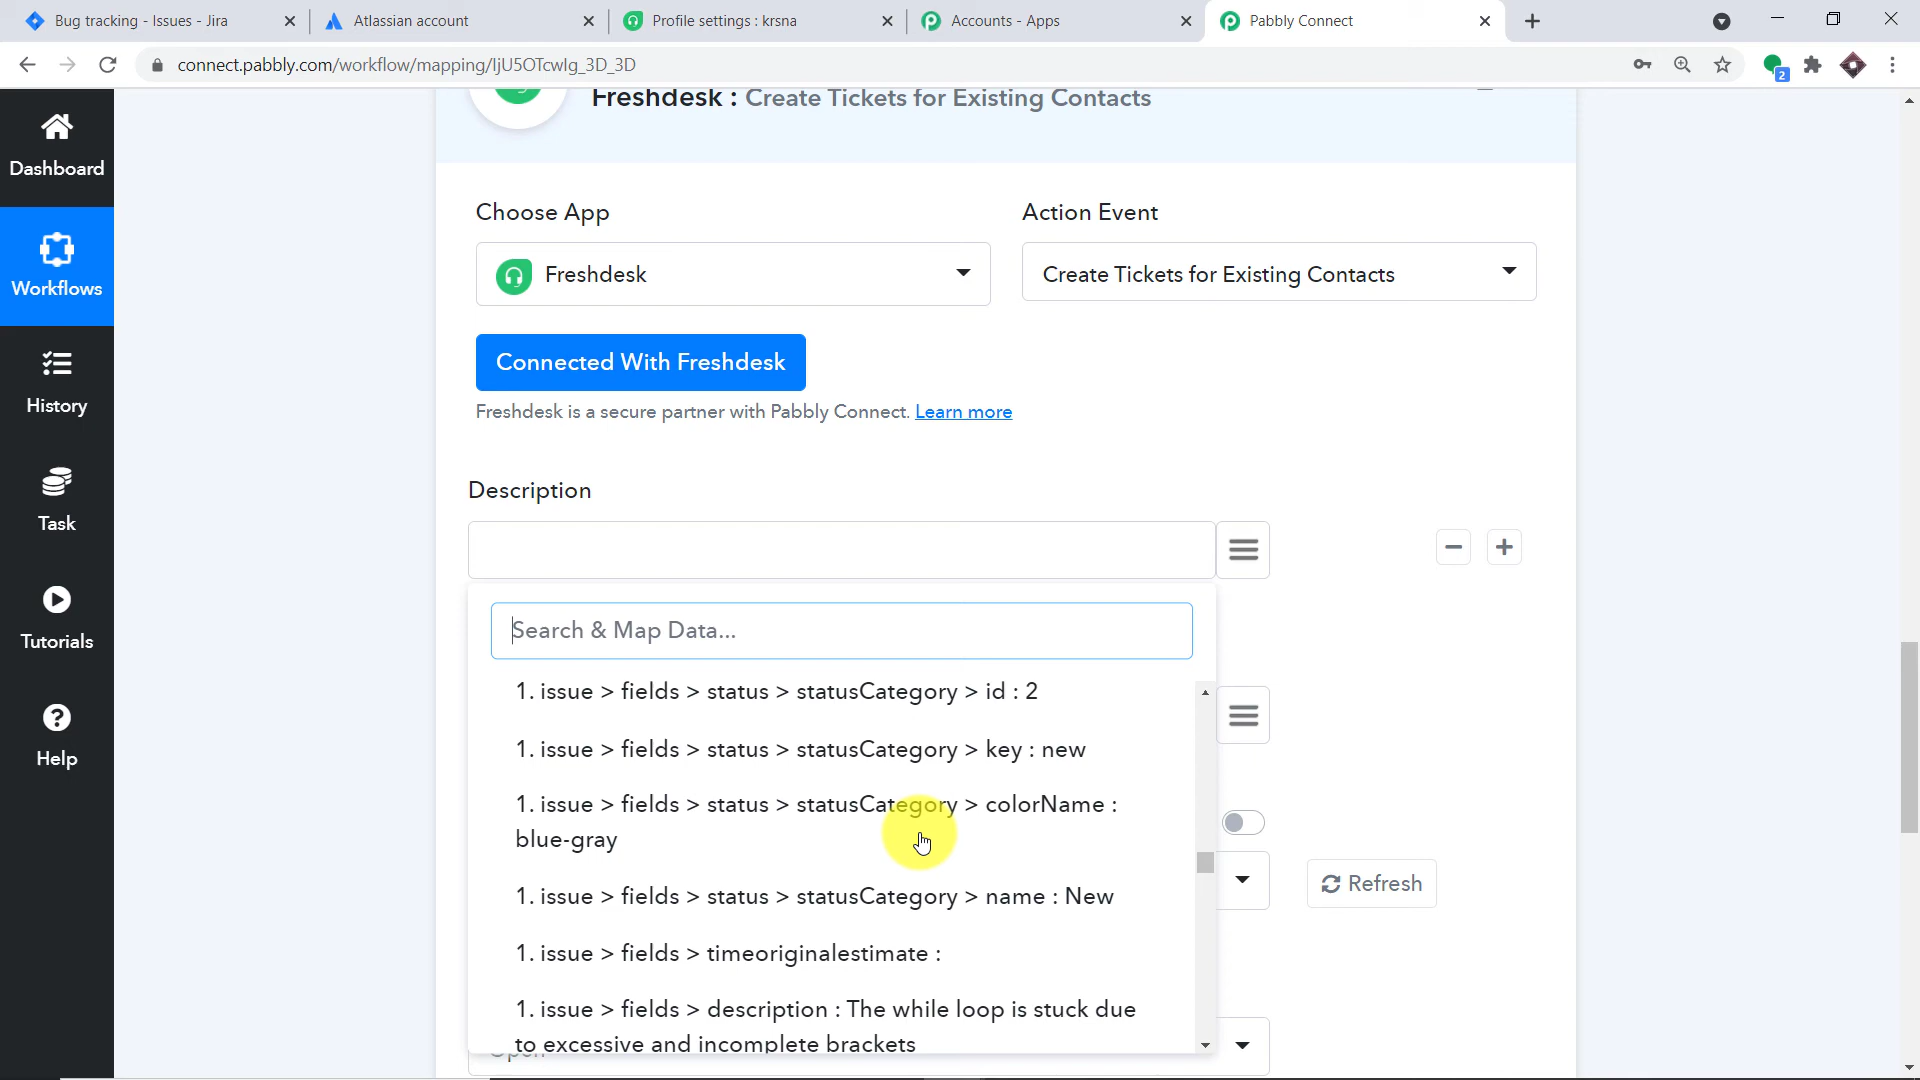 Bug tracking - Issues - Jira
Atlassian account
Profile settings : krsna
Accounts - Apps
Pabbly Connect
connect.pabbly.com/workflow/mapping/IjU5OTcwIg_3D_3D
2
Freshdesk : Create Tickets for Existing Contacts
Dashboard
Workflows
History
Task
Tutorials
Help
Choose App
Action Event
Freshdesk
Create Tickets for Existing Contacts
Connected With Freshdesk
Freshdesk is a secure partner with Pabbly Connect. Learn more
Description
Search & Map Data...
1. issue > fields > status > statusCategory > id : 2
1. issue > fields > status > statusCategory > key : new
1. issue > fields > status > statusCategory > colorName :
blue-gray
1. issue > fields > status > statusCategory > name : New
1. issue > fields > timeoriginalestimate :
1. issue > fields > description : The while loop is stuck due
to excessive and incomplete brackets
Refresh
Open